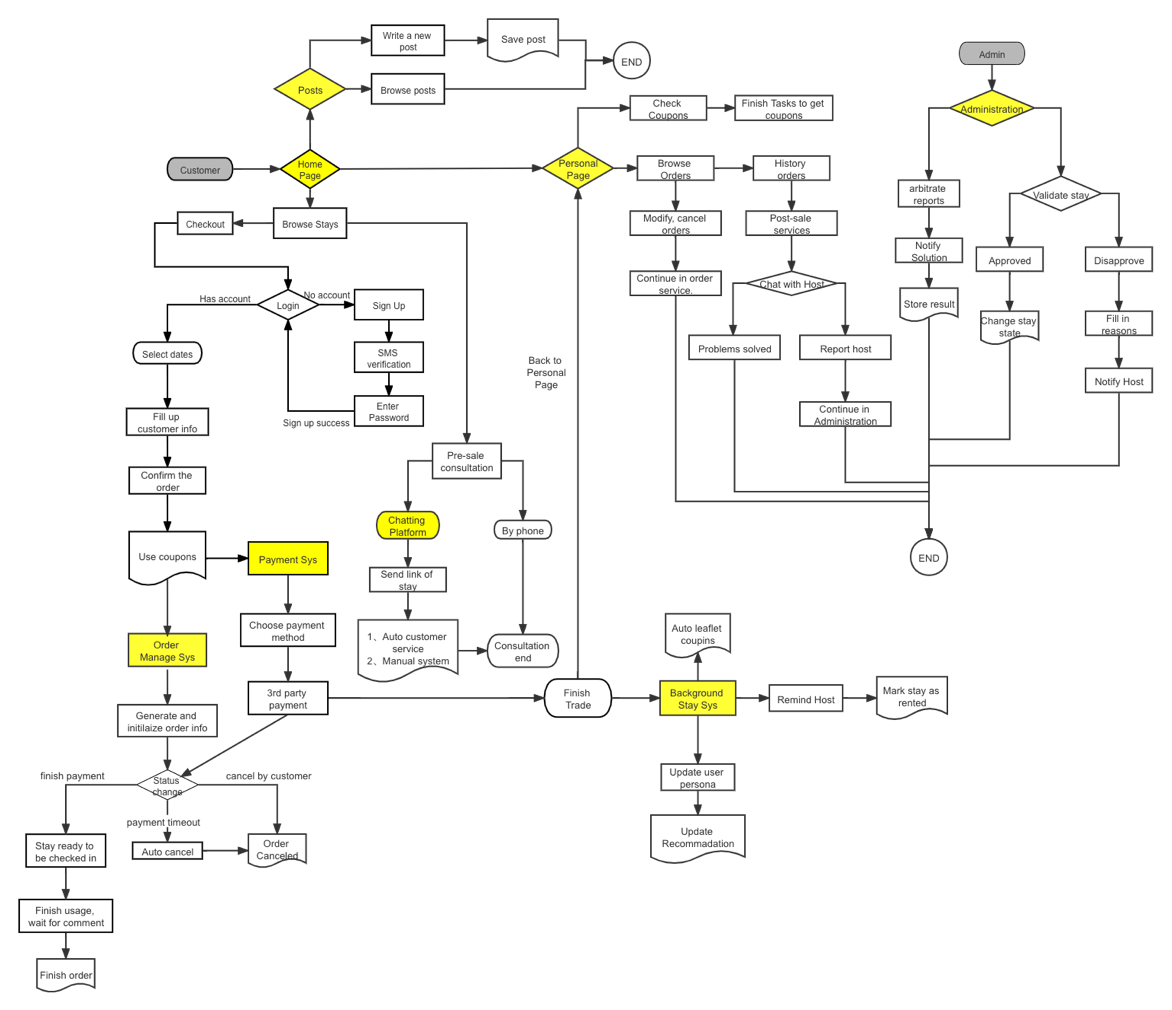 Write a new
post
Save post
END
Posts
Browse posts
Admin
Check
Coupons
Finish Tasks to get
coupons
Administration
Customer
Home
Page
Personal
Page
Browse
Orders
History
orders
arbitrate
reports
Validate stay
Checkout
Browse Stays
Modify, cancel
orders
Post-sale
services
Notify
Solution
Approved
Disapprove
Has account
Login
No account
Sign Up
Continue in order
service.
Chat with Host
Store result
Change stay
state
Fill in
reasons
Select dates
SMS
verification
Problems solved
Report host
Back to
Personal
Page
Notify Host
Fill up
customer info
Enter
Password
Sign up success
Continue in
Administration
Pre-sale
consultation
Confirm the
order
Chatting
Platform
By phone
Use coupons
Payment Sys
END
Send link of
stay
Choose payment
method
Auto leaflet
coupins
Order
Manage Sys
1、Auto customer
service
2、Manual system
Consultation
end
3rd party
payment
Finish
Trade
Background
Stay Sys
Remind Host
Mark stay as
rented
Generate and
initilaize order info
finish payment
Status
change
cancel by customer
Update user
persona
payment timeout
Stay ready to
be checked in
Auto cancel
Order
Canceled
Update
Recommadation
Finish usage,
wait for comment
Finish order